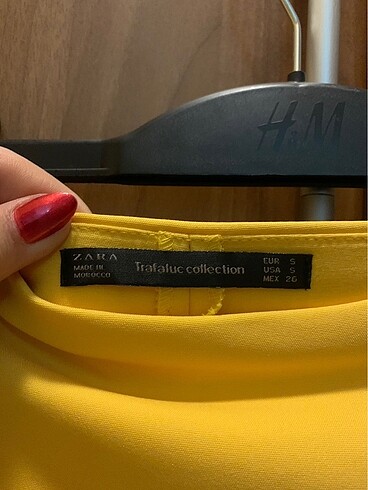 H&M
ZARA
MADE IN
MOROCCO
Trafaluc collection
EUR S
USA S
MEX 26